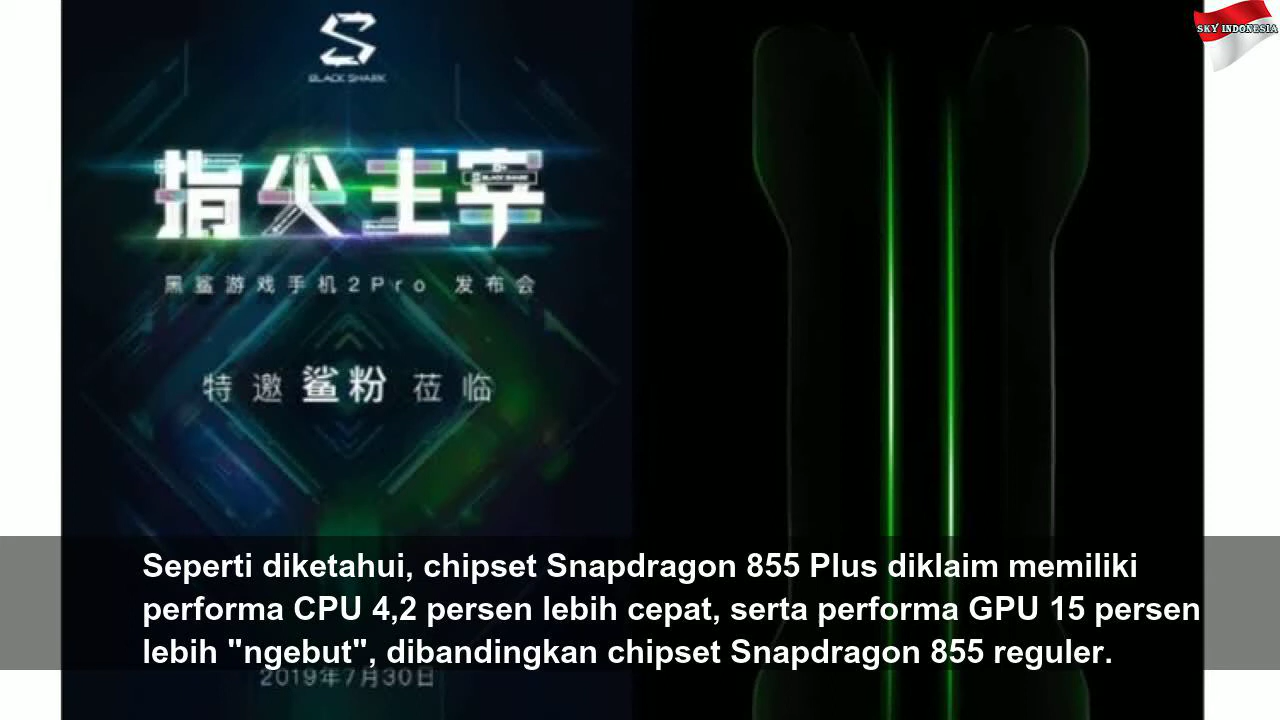 BLACK SHARK
指尖主宰
BLACK SHARK
黑鲨游戏手机2Pro 发布会
特邀鲨粉莅临
Seperti diketahui, chipset Snapdragon 855 Plus diklaim memiliki
performa CPU 4,2 persen lebih cepat, serta performa GPU 15 persen
lebih "ngebut", dibandingkan chipset Snapdragon 855 reguler.
2019年7月30日
SKY INDONESIA